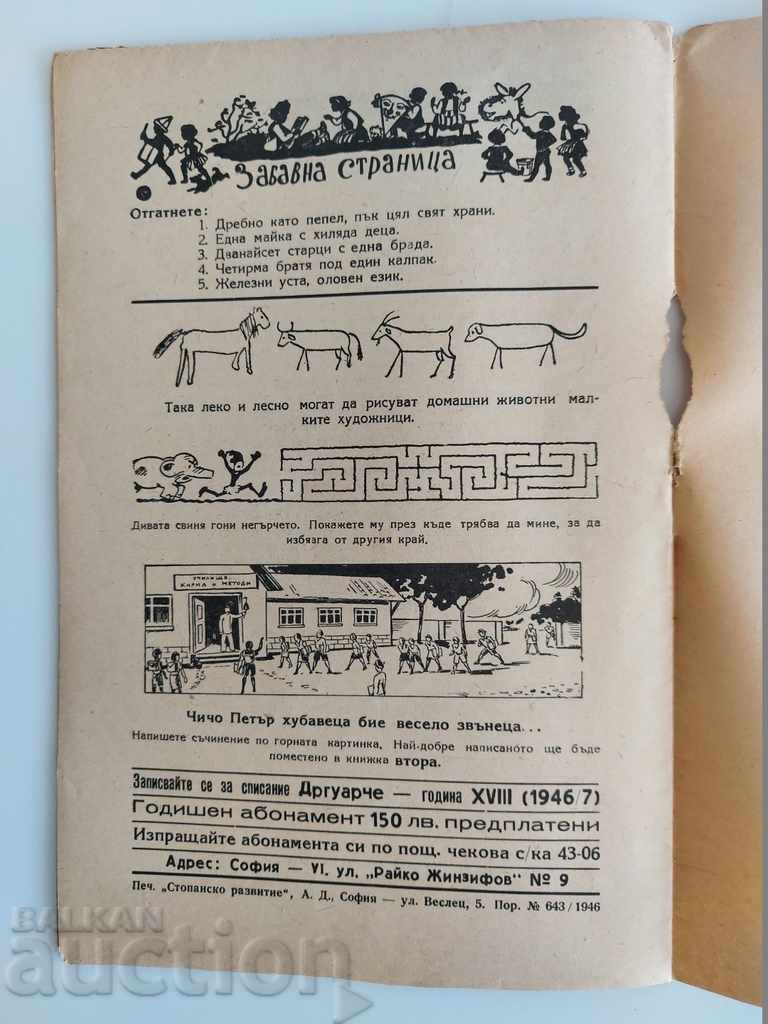 Забавна страница
Отгатнете:
1. Дребно като пепел, пък цял свят храни.
2. Една майка с хиляда деца.
3. Дванайсет старци с една брада.
4. Четирма братя под един калпак.
5. Железни уста, оловен език.
Така леко и лесно могат да рисуват домашни животни мал-
ките художници.
Дивата свиня гони негърчето. Покажете му през къде трябва да мине, за да
избязга от другия край.
УЧИЛИЩЕ
КИРИЛ И МЕТОДИ
Чичо Петър хубавеца бие весело звънеца...
Напишете съчинение по горната картинка. Най-добре написаното ще бъде
поместено в книжка втора.
Записвайте се за списание Дргуарче — година XVIII (1946/7)
Годишен абонамент 150 лв. предплатени
Изпращайте абонамента си по пощ. чекова с/ка 43-06
Адрес: София — VI. ул. „Райко Жинзифов" № 9
Печ. „Стопанско развитие", А. Д., София — ул. Веслец, 5. Пор. № 643/1946
BALKAN
auction